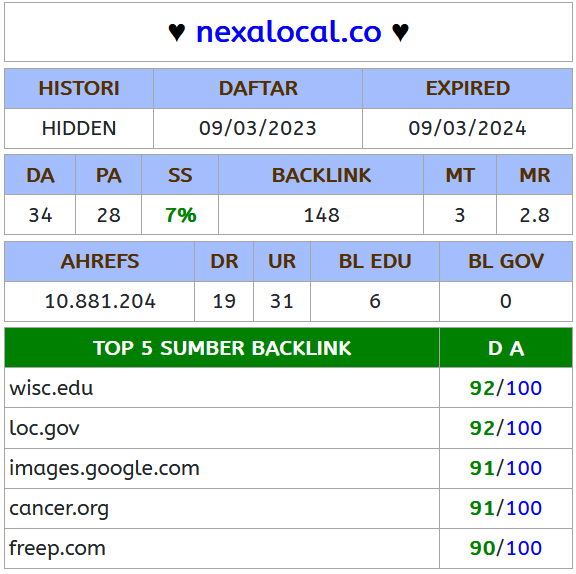 ♥ nexalocal.co ♥
HISTORI DAFTAR EXPIRED
HIDDEN 09/03/2023 09/03/2024
DA PA SS BACKLINK MT MR
34 28 7% 148 3 2.8
AHREFS DR UR BL EDU BL GOV
10.881.204 19 31 6 0
TOP 5 SUMBER BACKLINK D A
wisc.edu 92/100
loc.gov 92/100
images.google.com 91/100
cancer.org 91/100
freep.com 90/100